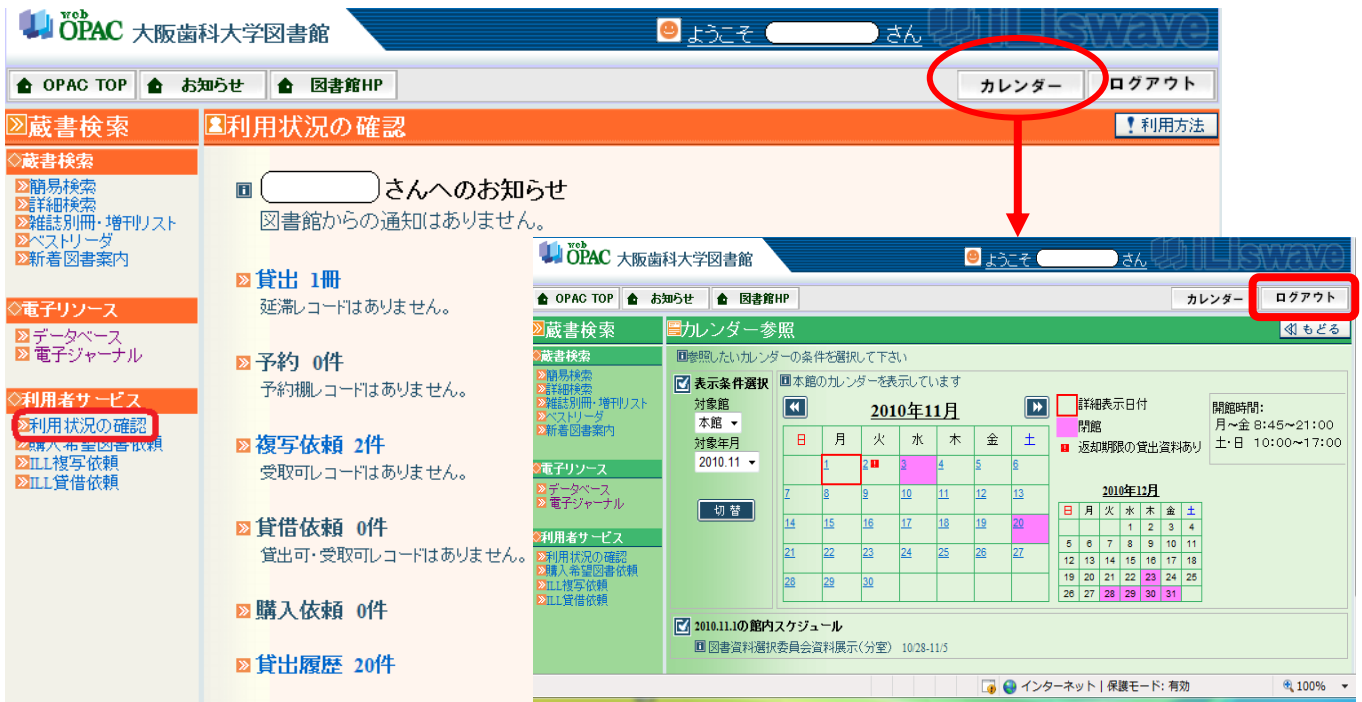 web OPAC 大阪歯科大学図書館
ようこそ さん
iLiswave
OPAC TOP お知らせ 図書館HP カレンダー ログアウト
蔵書検索
利用状況の確認
利用方法
蔵書検索
簡易検索
詳細検索
雑誌別冊・増刊リスト
ベストリーダ
新着図書案内
電子リソース
データベース
電子ジャーナル
利用者サービス
利用状況の確認
購入希望図書依頼
ILL複写依頼
ILL貸借依頼
さんへのお知らせ
図書館からの通知はありません。
貸出 1冊
延滞レコードはありません。
予約 0件
予約棚レコードはありません。
複写依頼 2件
受取可レコードはありません。
貸借依頼 0件
貸出可・受取可レコードはありません。
購入依頼 0件
貸出履歴 20件
web OPAC 大阪歯科大学図書館
ようこそ さん
iLiswave
OPAC TOP お知らせ 図書館HP カレンダー ログアウト
蔵書検索
カレンダー参照
もどる
蔵書検索
簡易検索
詳細検索
雑誌別冊・増刊リスト
ベストリーダ
新着図書案内
電子リソース
データベース
電子ジャーナル
利用者サービス
利用状況の確認
購入希望図書依頼
ILL複写依頼
ILL貸借依頼
参照したいカレンダーの条件を選択して下さい
表示条件選択
対象館
本館
対象年月
2010.11
切替
本館のカレンダーを表示しています
2010年11月
日 月 火 水 木 金 土
1 2 3 4 5 6
7 8 9 10 11 12 13
14 15 16 17 18 19 20
21 22 23 24 25 26 27
28 29 30
詳細表示日付
閉館
返却期限の貸出資料あり
開館時間:
月~金 8:45~21:00
土・日 10:00~17:00
2010年12月
日 月 火 水 木 金 土
1 2 3 4
5 6 7 8 9 10 11
12 13 14 15 16 17 18
19 20 21 22 23 24 25
26 27 28 29 30 31
2010.11.1の館内スケジュール
図書資料選択委員会資料展示(分室) 10/28-11/5
インターネット | 保護モード: 有効
100%